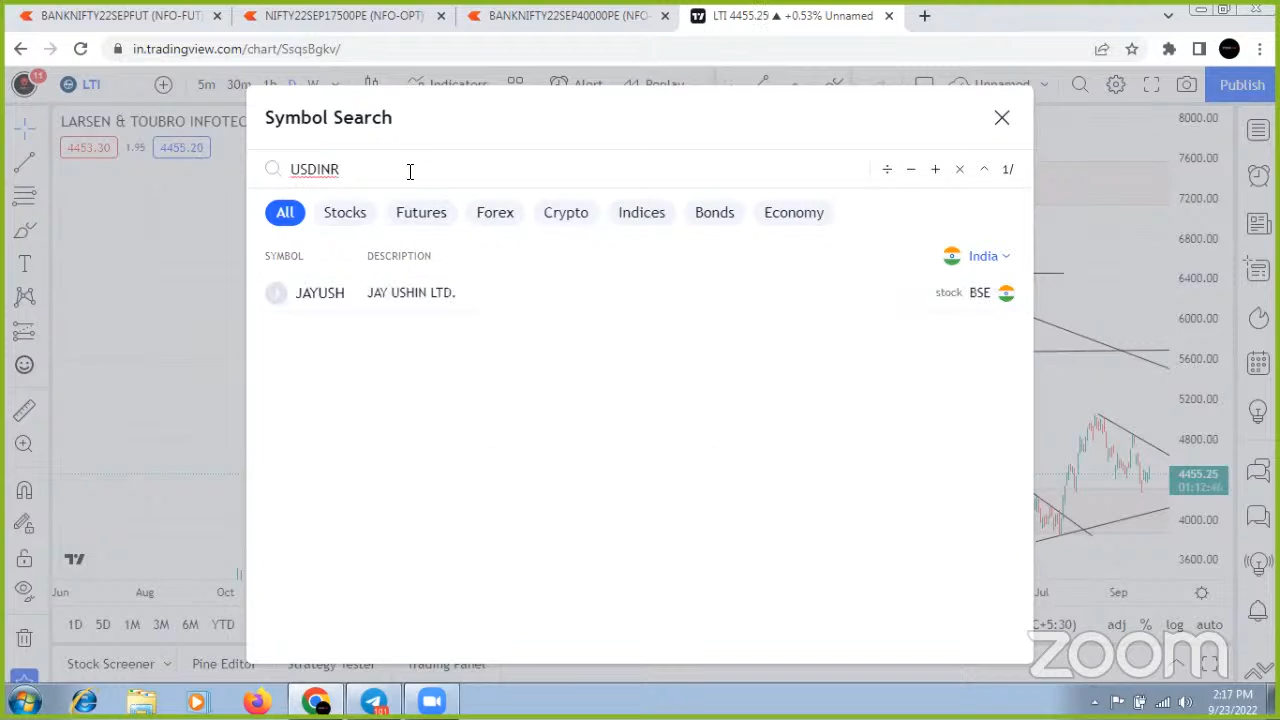 BANKNIFTY22SEPFUT (NFO-FUT
NIFTY22SEP17500PE (NFO-OPT)
BANKNIFTY22SEP40000PE (NFO-
LTI 4455.25 ▲ +0.53% Unnamed
in.tradingview.com/chart/SsqsBgkv/
11
LTI
5m
30m
1h
D
W
Indicators
Alert
Replay
Unnamed
Publish
LARSEN & TOUBRO INFOTEC
4453.30
1.95
4455.20
Symbol Search
USDINR
÷ − + × ^ 1/
All
Stocks
Futures
Forex
Crypto
Indices
Bonds
Economy
SYMBOL
DESCRIPTION
India
JAYUSH
JAY USHIN LTD.
stock
BSE
8000.00
7600.00
7200.00
6800.00
6400.00
6000.00
5600.00
5200.00
4800.00
4455.25
01:12:46
4000.00
3600.00
Jun
Aug
Oct
Jul
Sep
1D
5D
1M
3M
6M
YTD
C+5:30)
adj
%
log
auto
zoom
Stock Screener
Pine Editor
Strategy Tester
Trading Panel
101
2:17 PM
9/23/2022